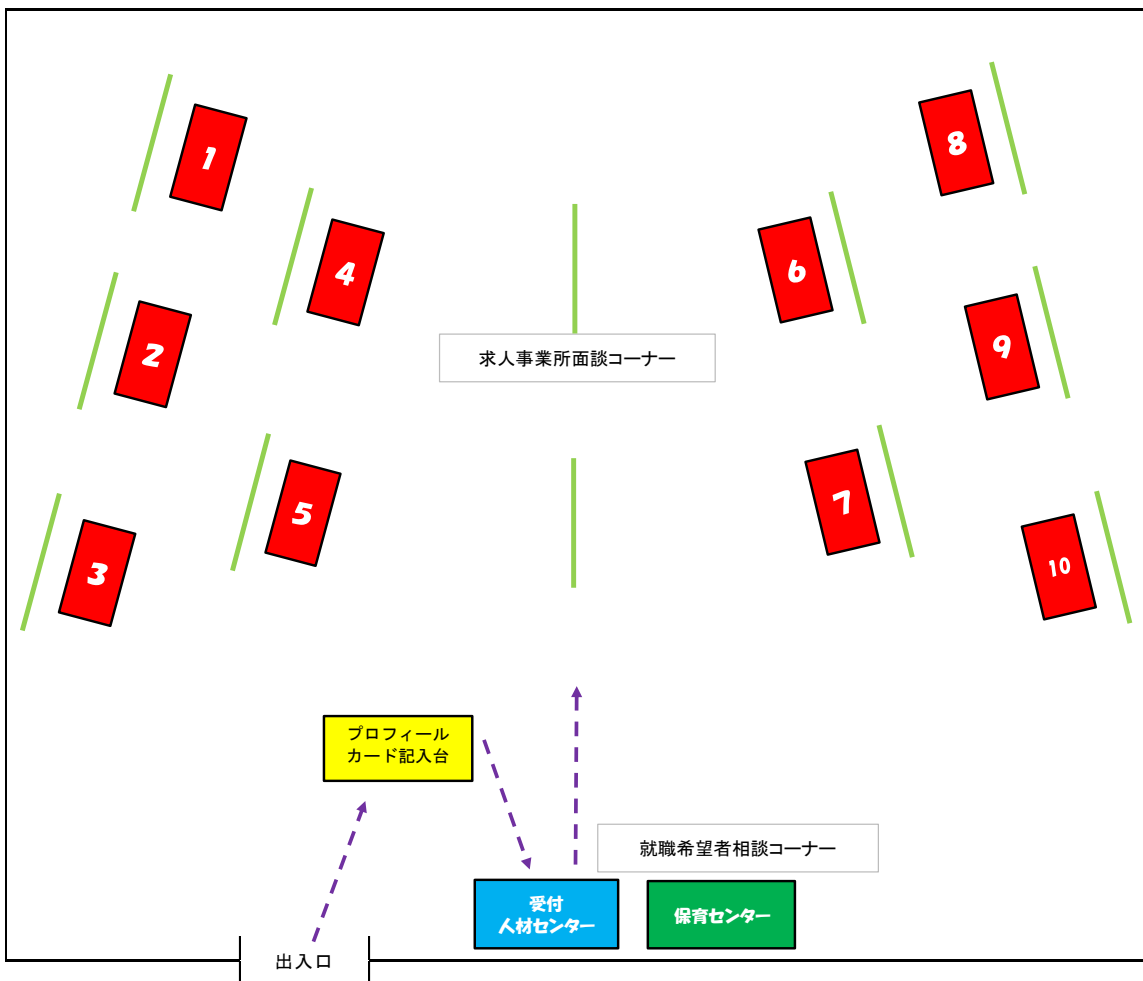 1
8
4
6
2
9
求人事業所面談コーナー
5
7
3
10
プロフィール
カード記入台
就職希望者相談コーナー
受付
人材センター
保育センター
出入口